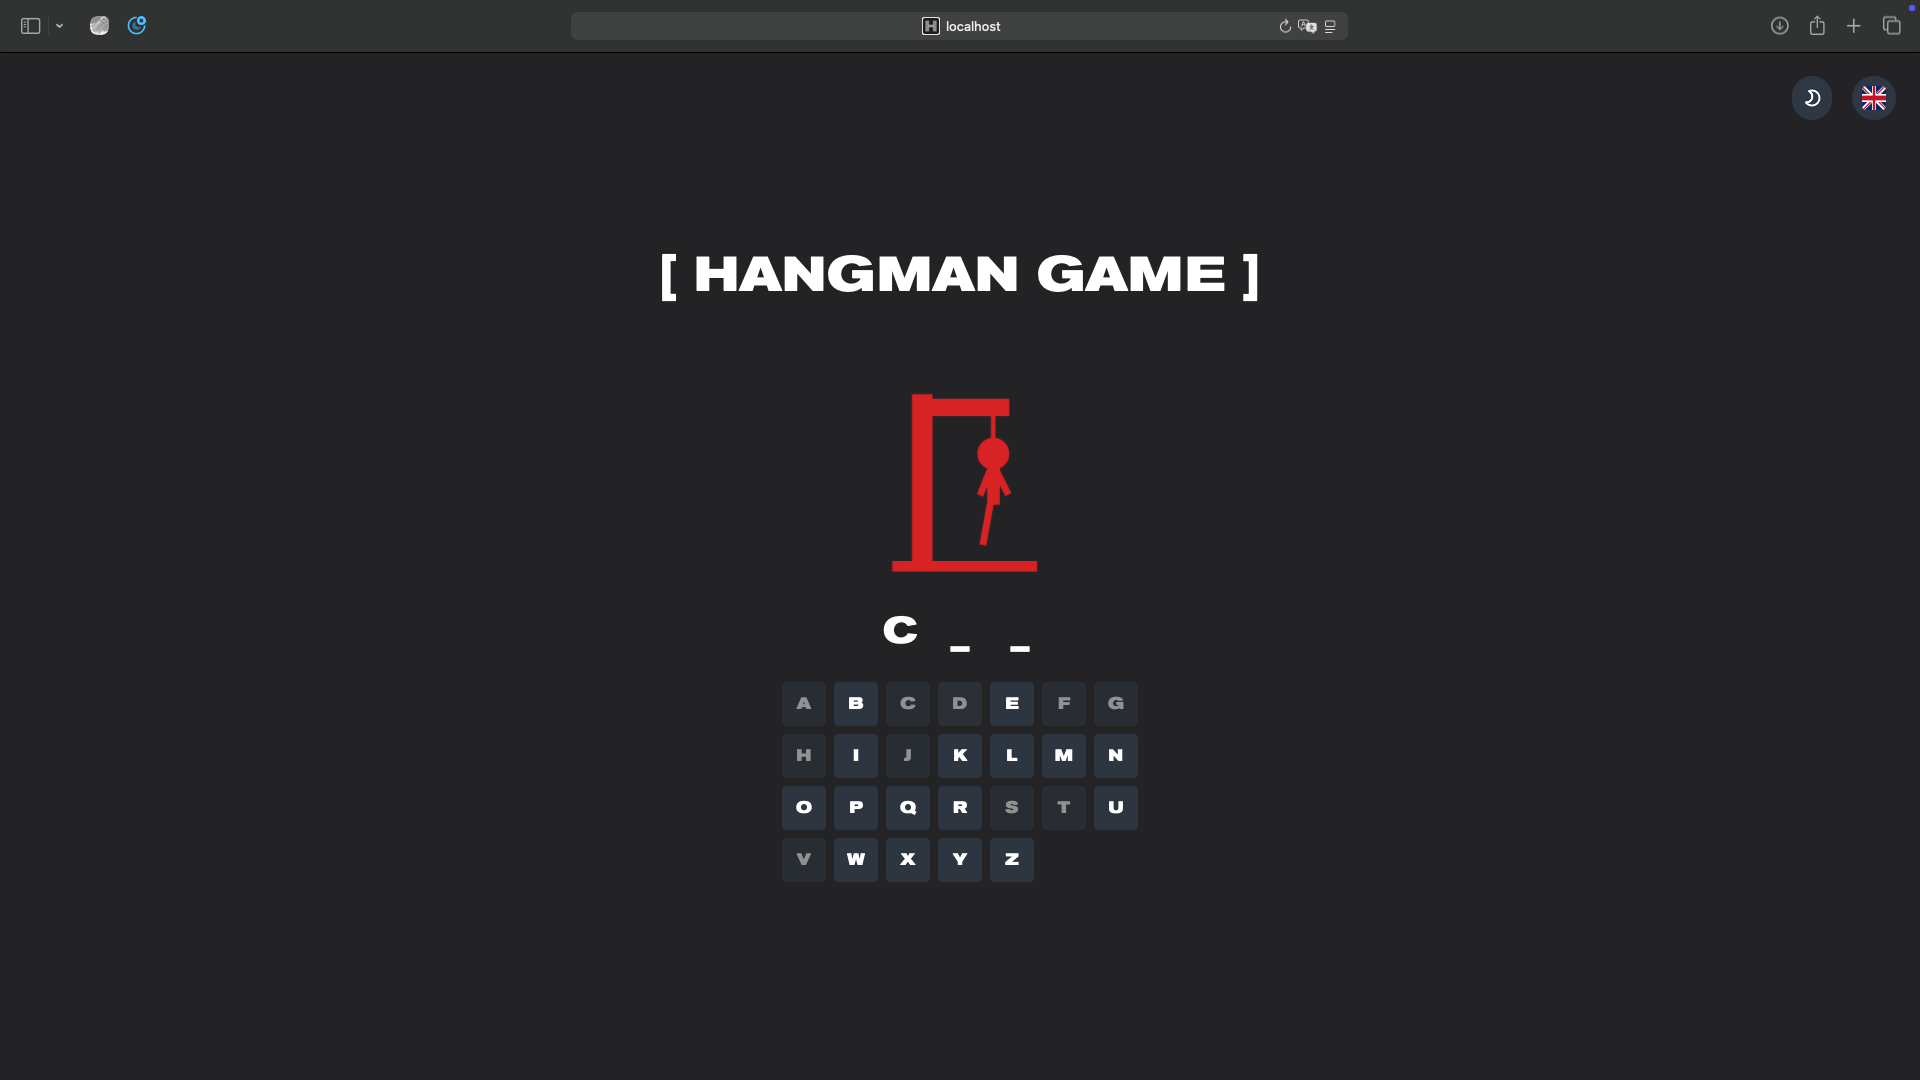 localhost
[ HANGMAN GAME ]
C _ _
A B C D E F G
H I J K L M N
O P Q R S T U
V W X Y Z